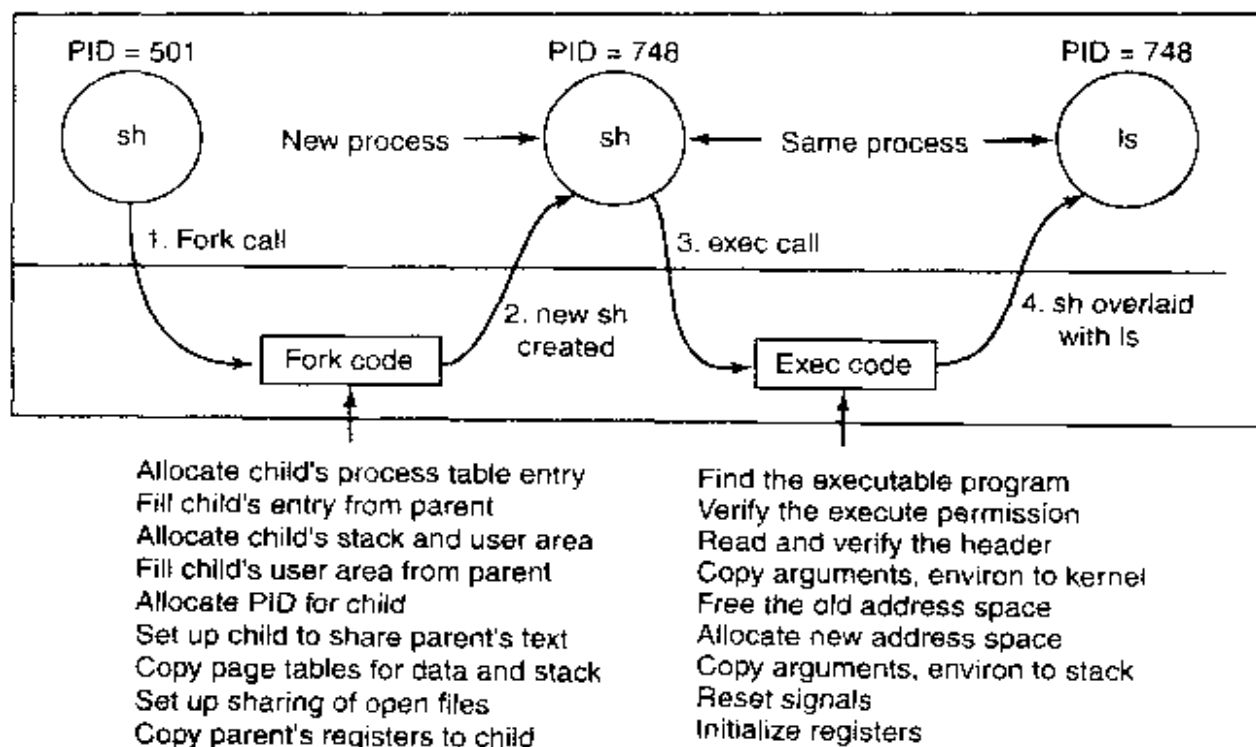 PID = 501
PID = 748
PID = 748
sh
New process
sh
Same process
ls
1. Fork call
3. exec call
2. new sh
created
4. sh overlaid
with ls
Fork code
Exec code
Allocate child's process table entry
Fill child's entry from parent
Allocate child's stack and user area
Fill child's user area from parent
Allocate PID for child
Set up child to share parent's text
Copy page tables for data and stack
Set up sharing of open files
Copy parent's registers to child
Find the executable program
Verify the execute permission
Read and verify the header
Copy arguments, environ to kernel
Free the old address space
Allocate new address space
Copy arguments, environ to stack
Reset signals
Initialize registers